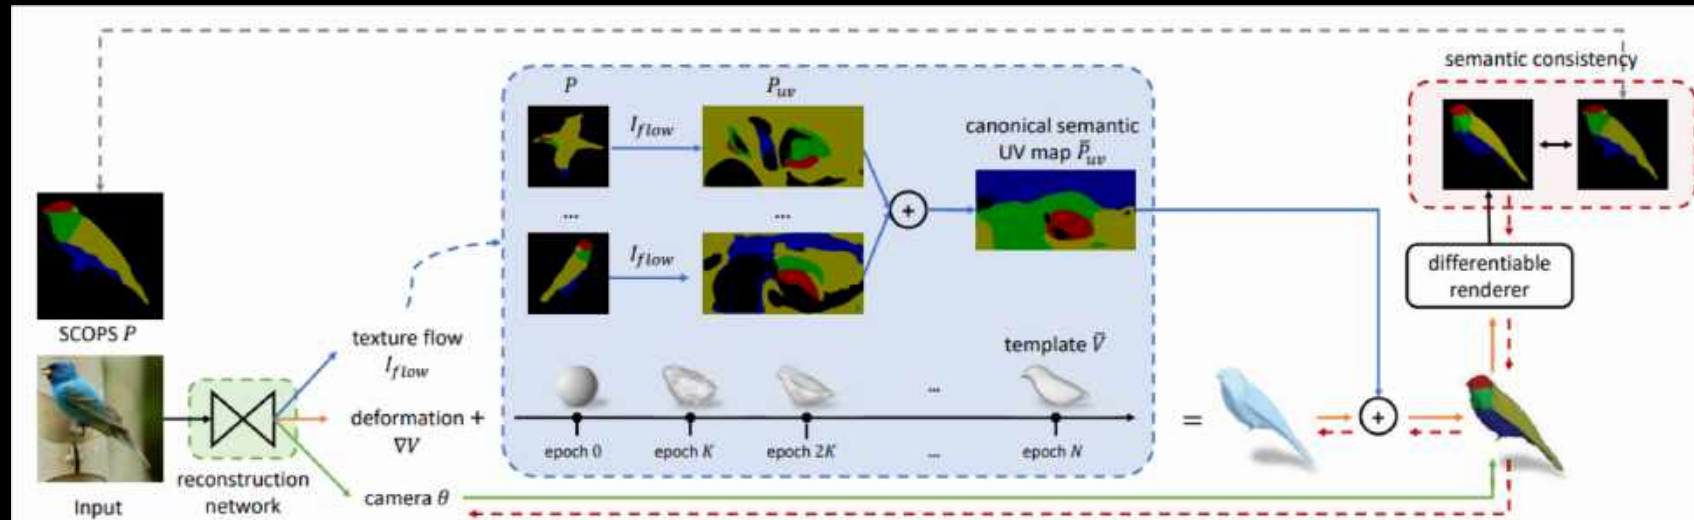 semantic consistency
P
P_uv
I_flow
canonical semantic
UV map P̄_uv
...
...
+
I_flow
differentiable
renderer
SCOPS P
texture flow
I_flow
template V̄
...
deformation +
∇V
=
+
epoch 0
epoch K
epoch 2K
...
epoch N
reconstruction
network
camera θ
Input